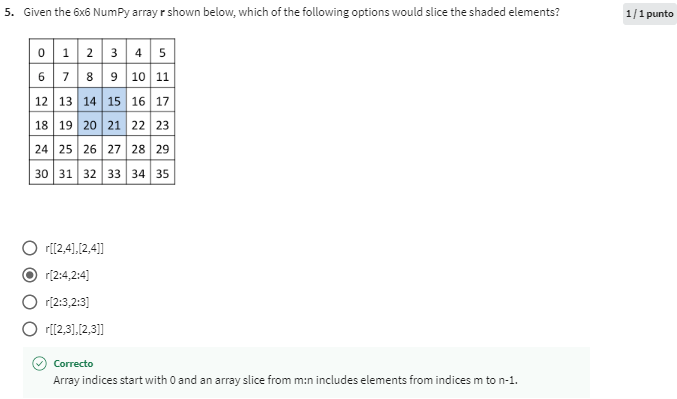 5. Given the 6x6 NumPy array r shown below, which of the following options would slice the shaded elements?
1 / 1 punto
0 1 2 3 4 5
6 7 8 9 10 11
12 13 14 15 16 17
18 19 20 21 22 23
24 25 26 27 28 29
30 31 32 33 34 35
r[[2,4],[2,4]]
r[2:4,2:4]
r[2:3,2:3]
r[[2,3],[2,3]]
Correcto
Array indices start with 0 and an array slice from m:n includes elements from indices m to n-1.